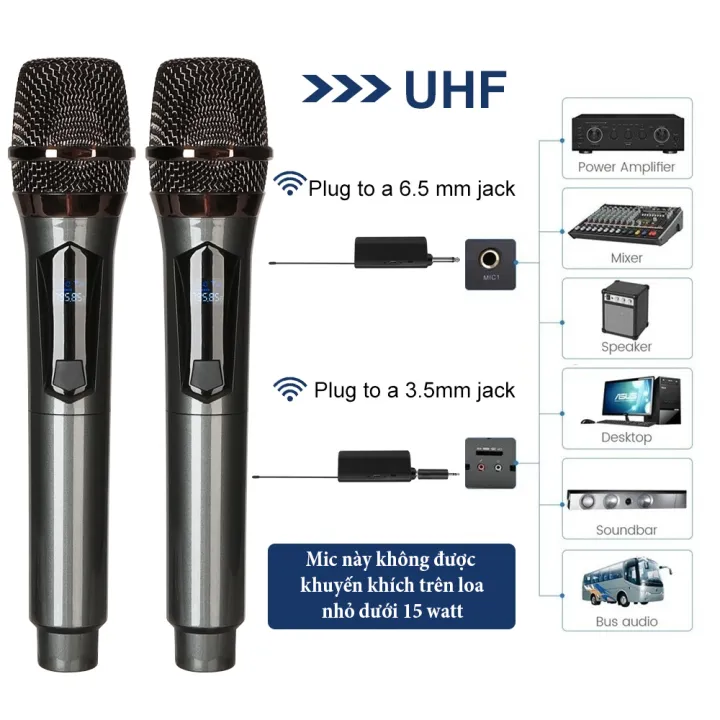 >>> UHF
Plug to a 6.5 mm jack
MIC1
Plug to a 3.5mm jack
Mic này không được
khuyến khích trên loa
nhỏ dưới 15 watt
Power Amplifier
Mixer
Speaker
ASUS
Desktop
Soundbar
Bus audio